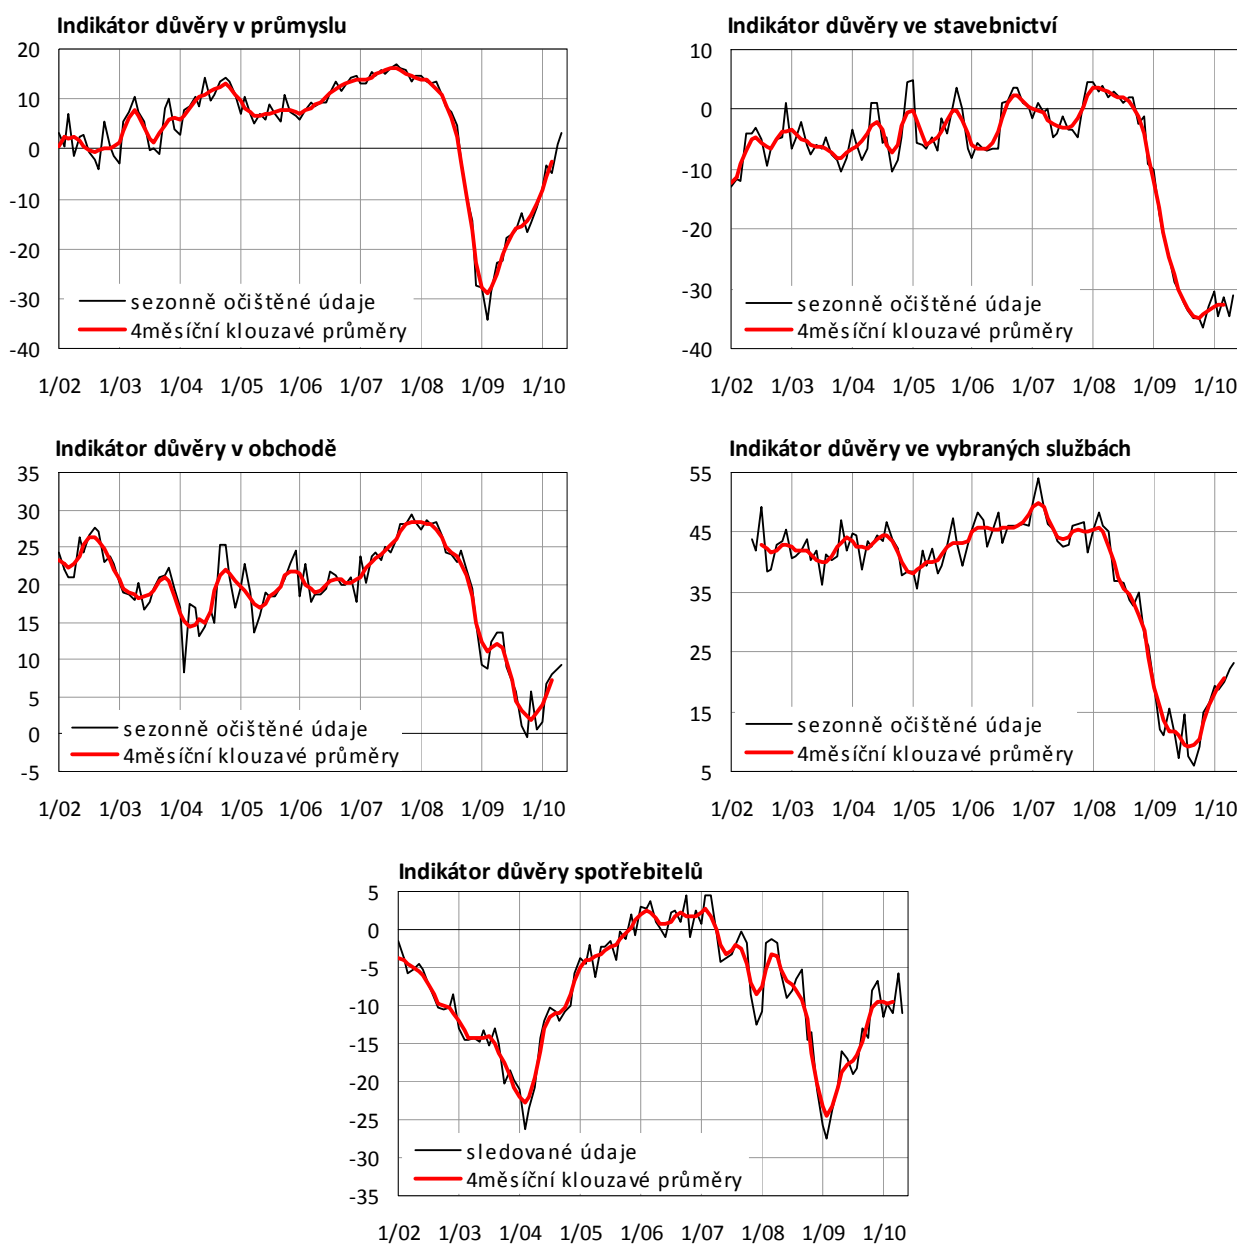 Indikátor důvěry v průmyslu
20
10
0
-10
-20
-30
-40
sezonně očištěné údaje
4měsíční klouzavé průměry
1/02 1/03 1/04 1/05 1/06 1/07 1/08 1/09 1/10
Indikátor důvěry ve stavebnictví
10
0
-10
-20
-30
-40
sezonně očištěné údaje
4měsíční klouzavé průměry
1/02 1/03 1/04 1/05 1/06 1/07 1/08 1/09 1/10
Indikátor důvěry v obchodě
35
30
25
20
15
10
5
0
-5
sezonně očištěné údaje
4měsíční klouzavé průměry
1/02 1/03 1/04 1/05 1/06 1/07 1/08 1/09 1/10
Indikátor důvěry ve vybraných službách
55
45
35
25
15
5
sezonně očištěné údaje
4měsíční klouzavé průměry
1/02 1/03 1/04 1/05 1/06 1/07 1/08 1/09 1/10
Indikátor důvěry spotřebitelů
5
0
-5
-10
-15
-20
-25
-30
-35
sledované údaje
4měsíční klouzavé průměry
1/02 1/03 1/04 1/05 1/06 1/07 1/08 1/09 1/10